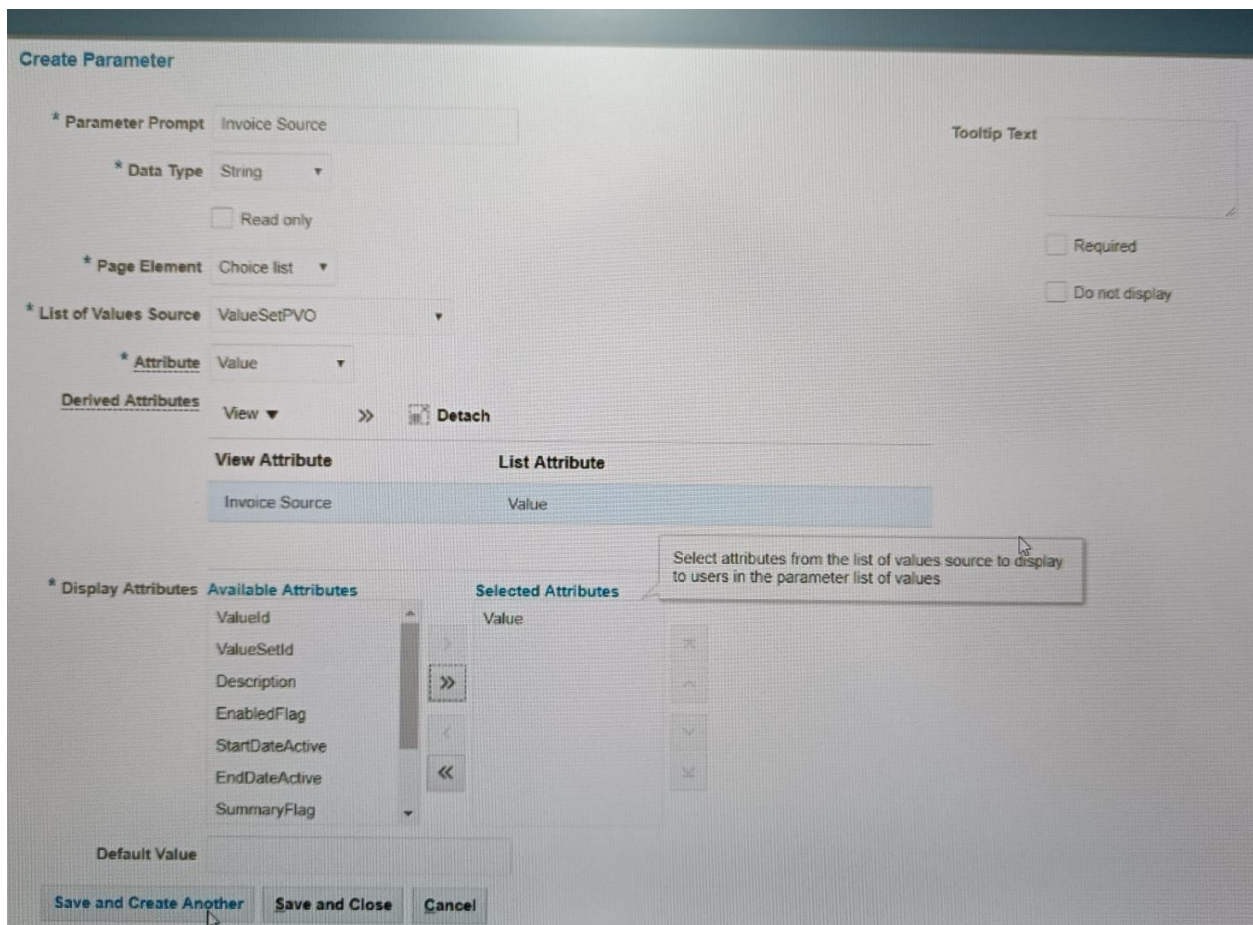 Create Parameter
* Parameter Prompt Invoice Source
Tooltip Text
* Data Type String
Read only
Required
* Page Element Choice list
Do not display
* List of Values Source ValueSetPVO
* Attribute Value
Derived Attributes View Detach
View Attribute List Attribute
Invoice Source Value
Select attributes from the list of values source to display
to users in the parameter list of values
* Display Attributes Available Attributes Selected Attributes
ValueId Value
ValueSetId
Description
EnabledFlag
StartDateActive
EndDateActive
SummaryFlag
Default Value
Save and Create Another Save and Close Cancel